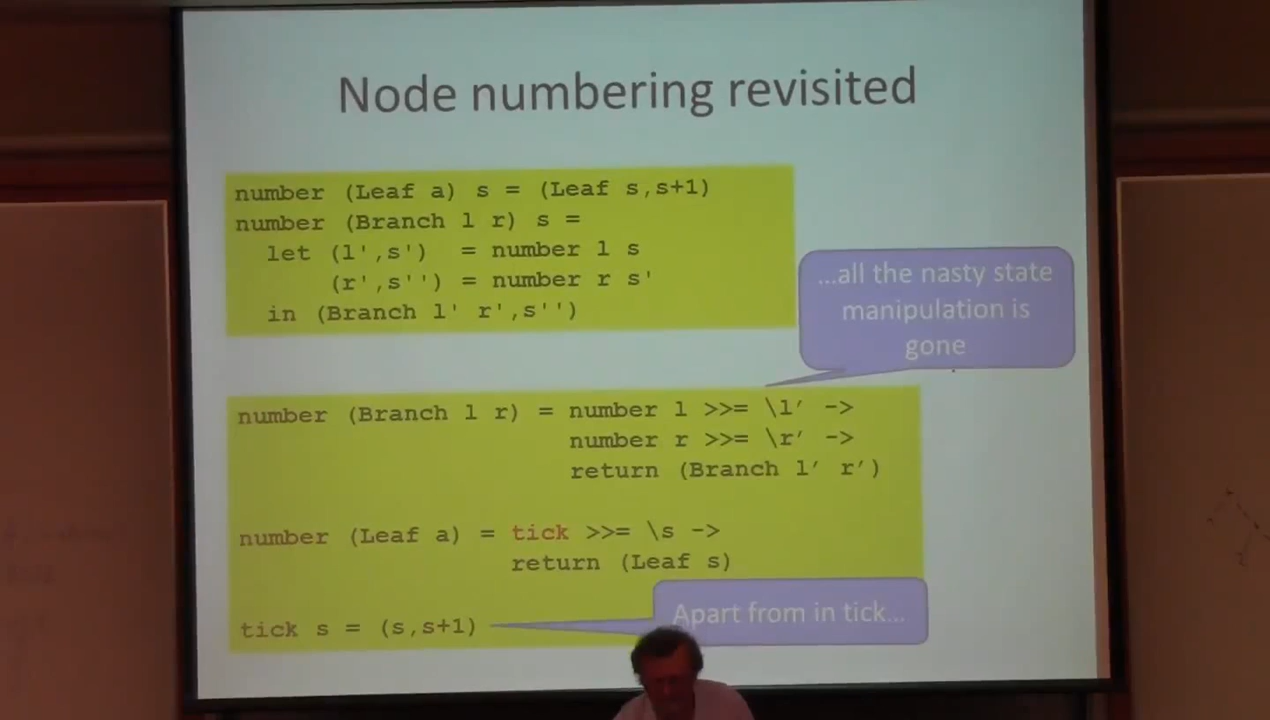 Node numbering revisited
number (Leaf a) s = (Leaf s,s+1)
number (Branch l r) s =
let (l',s') = number l s
(r',s'') = number r s'
in (Branch l' r',s'')
...all the nasty state
manipulation is
gone
number (Branch l r) = number l >>= \l′ ->
number r >>= \r′ ->
return (Branch l′ r′)
number (Leaf a) = tick >>= \s ->
return (Leaf s)
Apart from in tick...
tick s = (s,s+1)